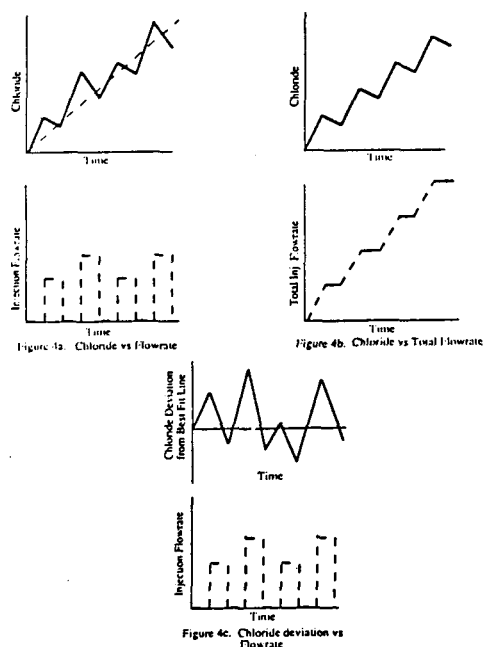 Chloride
Time
Injection Flowrate
Time
Figure 4a. Chloride vs Flowrate
Chloride
Time
Total Inj Flowrate
Time
Figure 4b. Chloride vs Total Flowrate
Chloride Deviation
from Best Fit Line
Time
Injection Flowrate
Time
Figure 4c. Chloride deviation vs
Flowrate